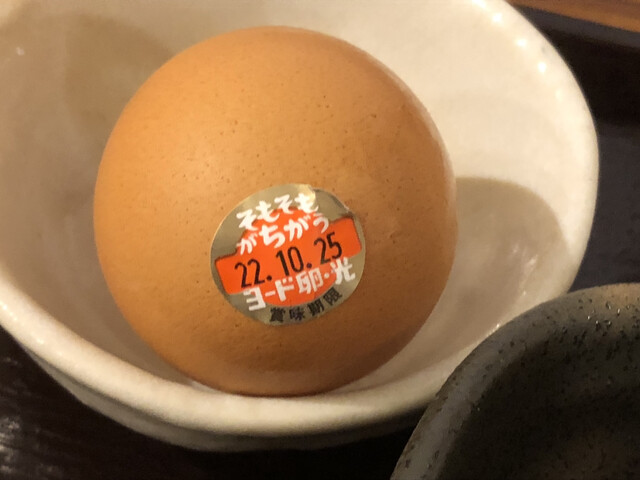 そもそも
がちがう
22.10.25
ヨード卵・光
賞味期限